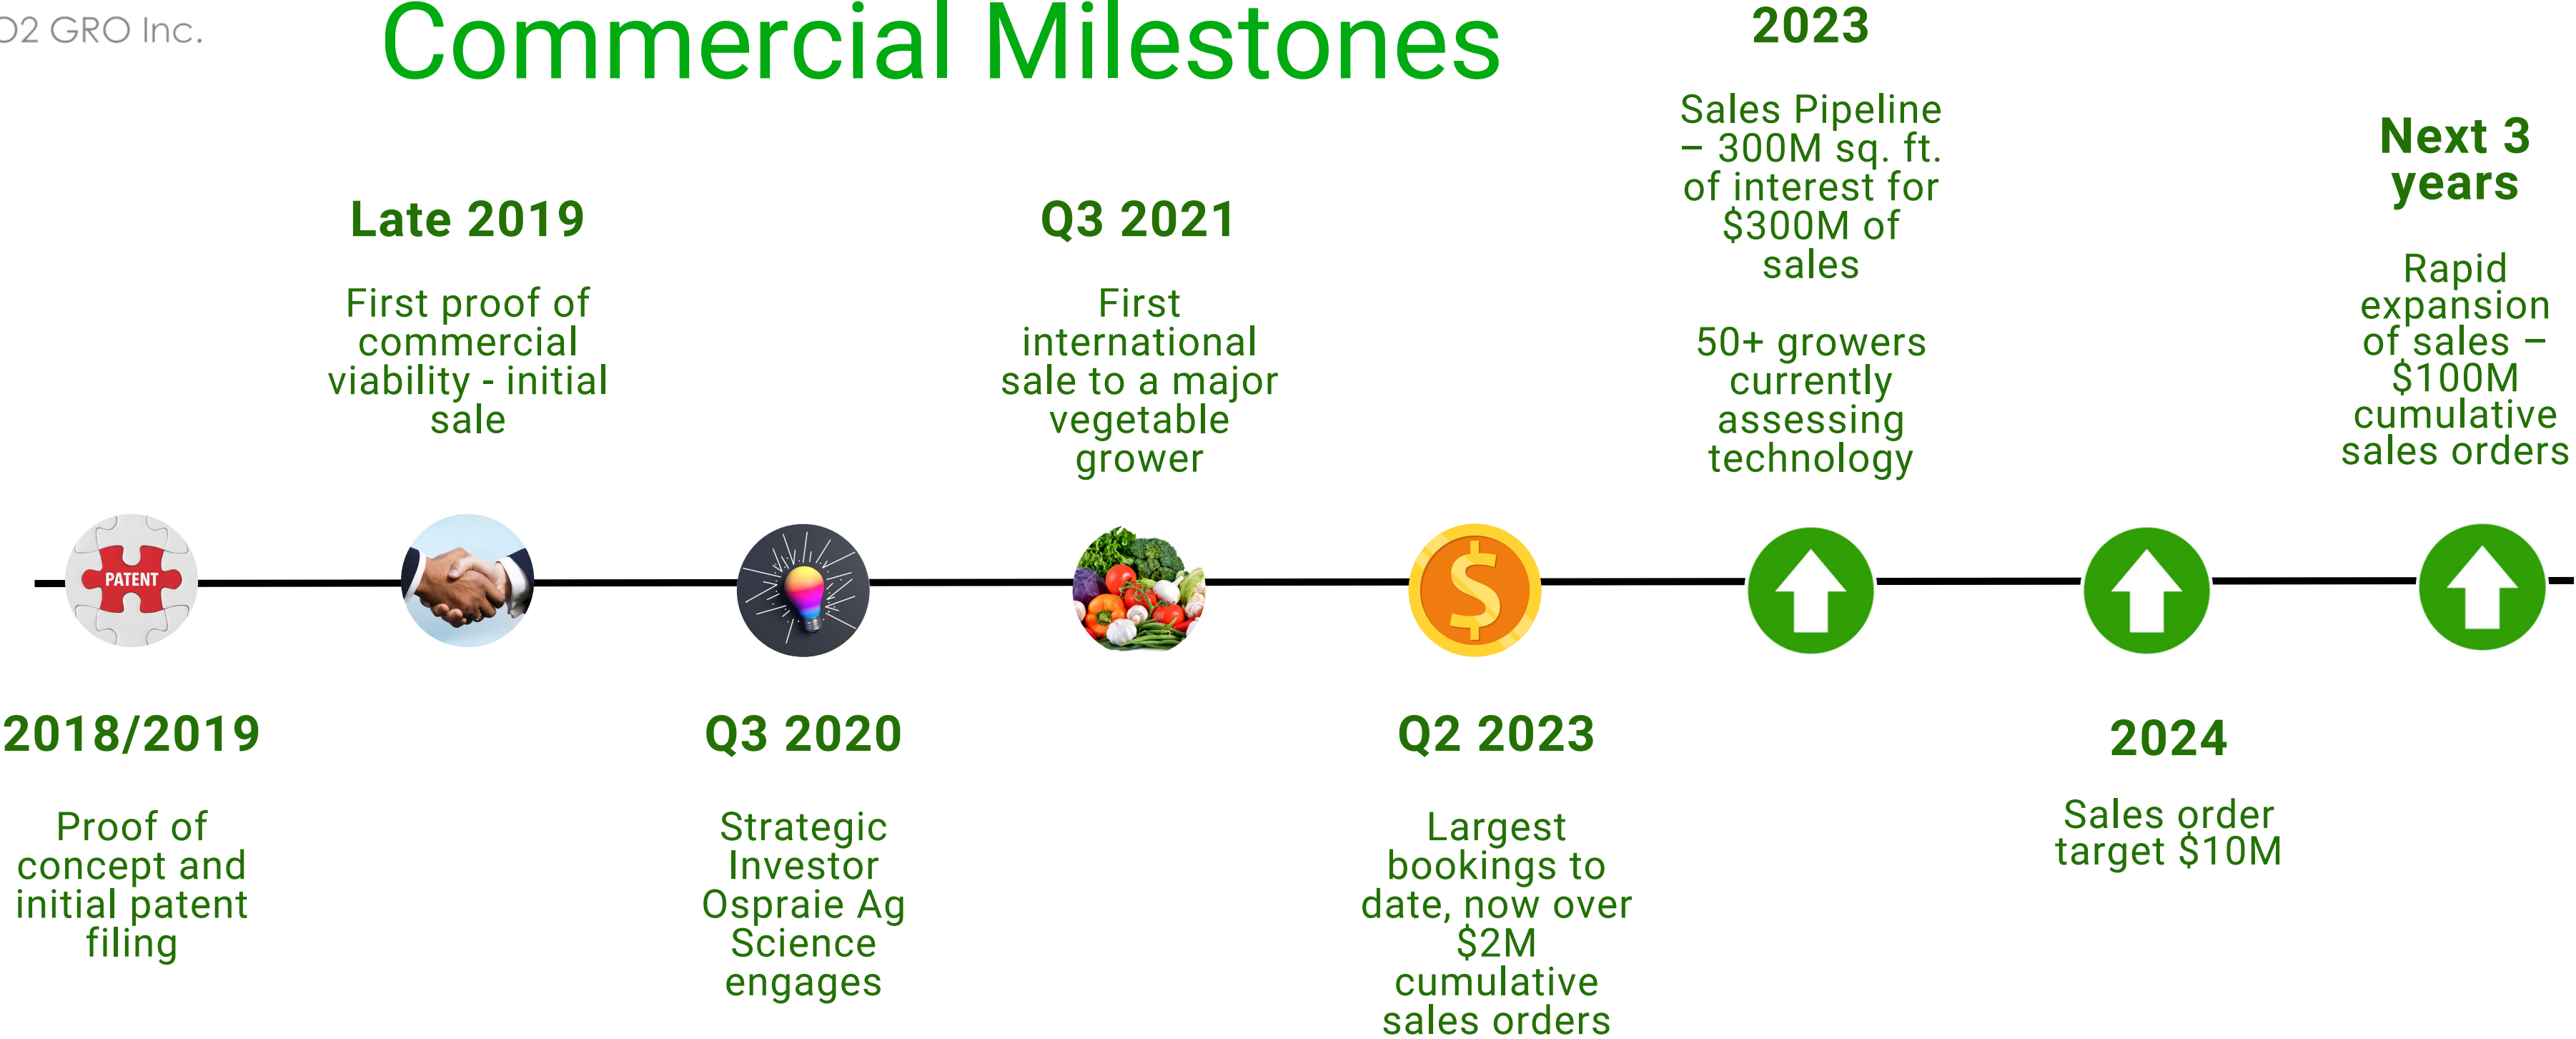 O2 GRO Inc.
Commercial Milestones
2018/2019
Proof of
concept and
initial patent
filing
PATENT
Late 2019
First proof of
commercial
viability - initial
sale
Q3 2020
Strategic
Investor
Ospraie Ag
Science
engages
Q3 2021
First
international
sale to a major
vegetable
grower
Q2 2023
Largest
bookings to
date, now over
$2M
cumulative
sales orders
$
2023
Sales Pipeline
– 300M sq. ft.
of interest for
$300M of
sales
50+ growers
currently
assessing
technology
2024
Sales order
target $10M
Next 3
years
Rapid
expansion
of sales –
$100M
cumulative
sales orders